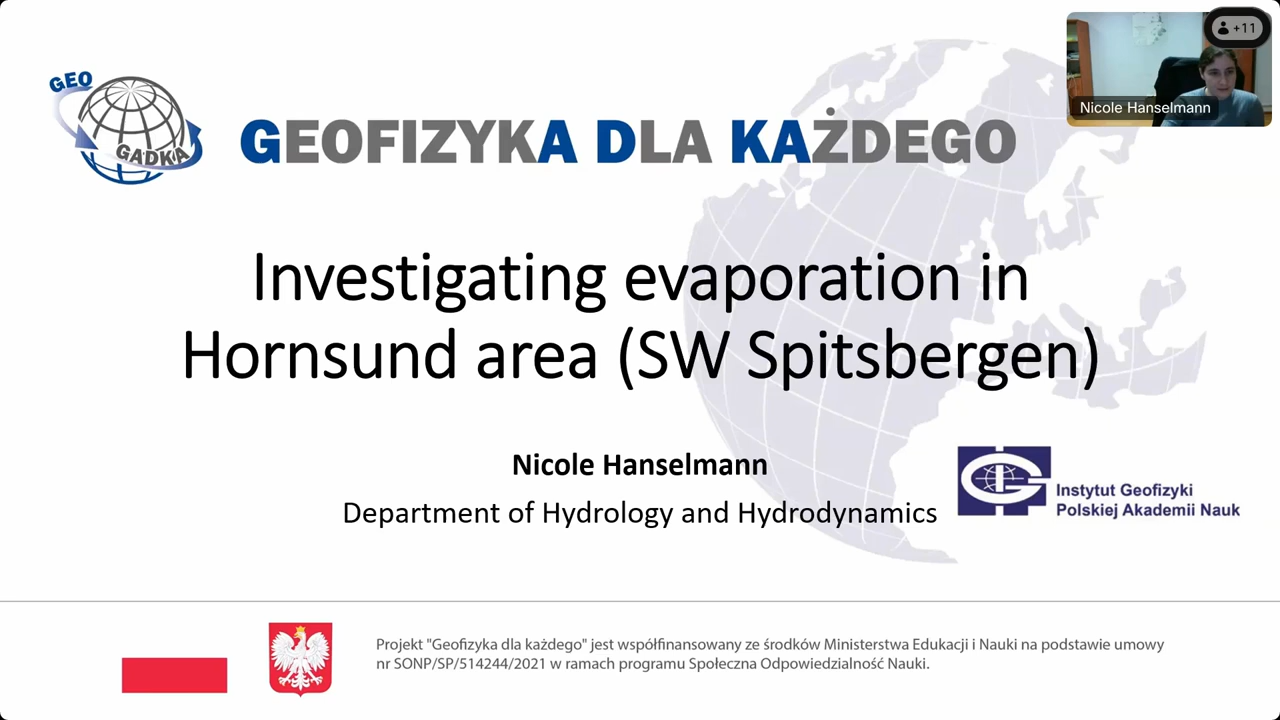 GEO
GADKA
GEOFIZYKA DLA KAŻDEGO
+11
Nicole Hanselmann
Investigating evaporation in
Hornsund area (SW Spitsbergen)
Nicole Hanselmann
Department of Hydrology and Hydrodynamics
Instytut Geofizyki
Polskiej Akademii Nauk
Projekt "Geofizyka dla każdego" jest współfinansowany ze środków Ministerstwa Edukacji i Nauki na podstawie umowy
nr SONP/SP/514244/2021 w ramach programu Społeczna Odpowiedzialność Nauki.